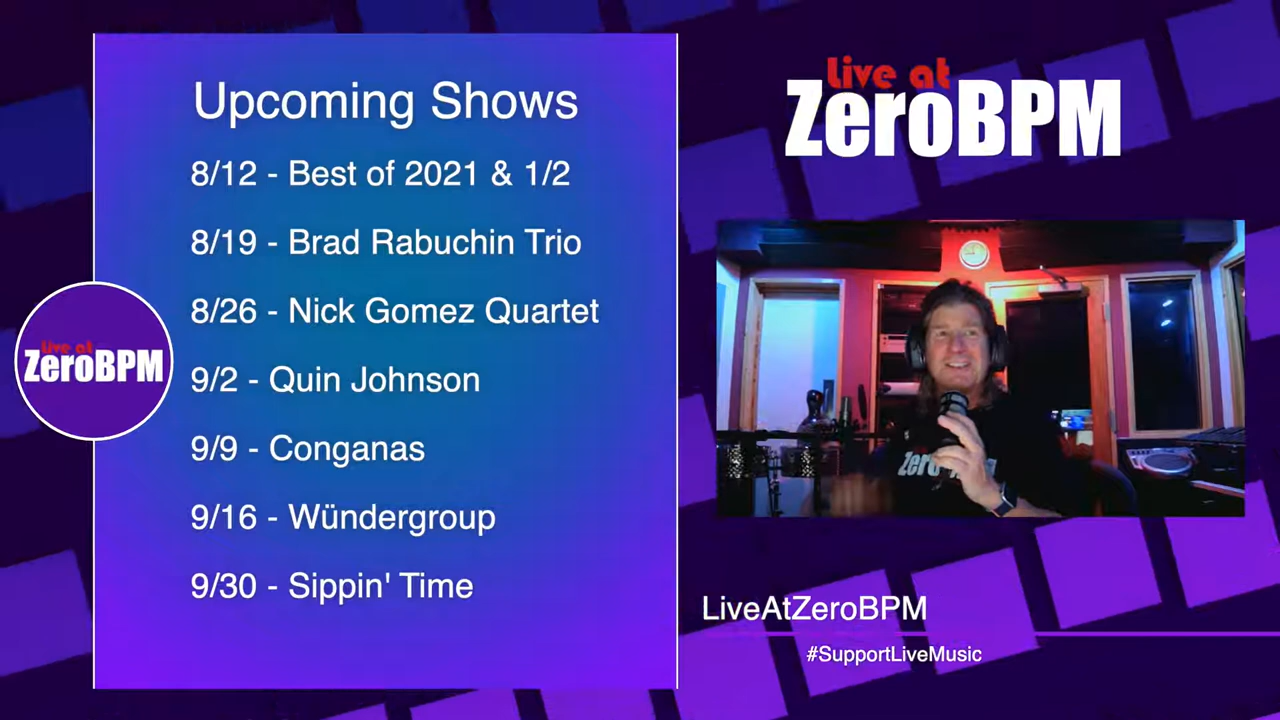 Upcoming Shows
8/12 - Best of 2021 & 1/2
8/19 - Brad Rabuchin Trio
8/26 - Nick Gomez Quartet
9/2 - Quin Johnson
9/9 - Conganas
9/16 - Wündergroup
9/30 - Sippin' Time
Live at
ZeroBPM
Live at
ZeroBPM
LiveAtZeroBPM
#SupportLiveMusic